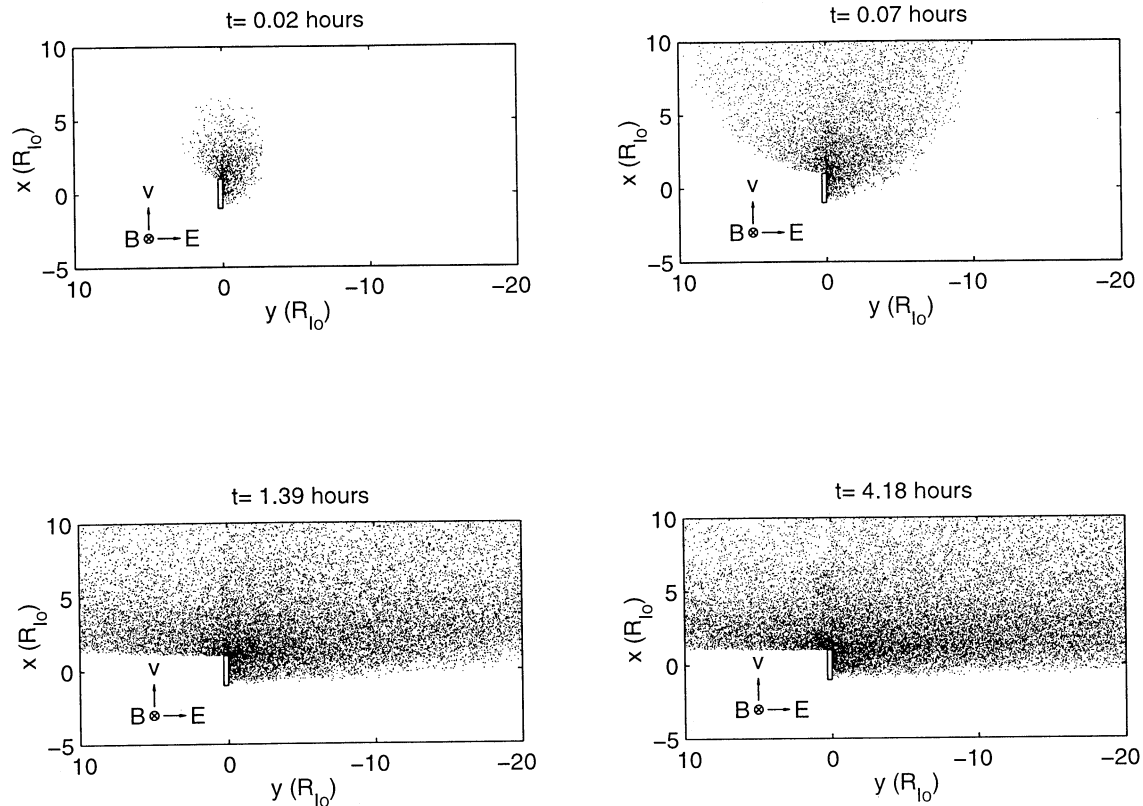 t= 0.02 hours
10
5
0
−5
x (R_Io)
v
B ⊗ E
10 0 −10 −20
y (R_Io)
t= 0.07 hours
10
5
0
−5
x (R_Io)
v
B ⊗ E
10 0 −10 −20
y (R_Io)
t= 1.39 hours
10
5
0
−5
x (R_Io)
v
B ⊗ E
10 0 −10 −20
y (R_Io)
t= 4.18 hours
10
5
0
−5
x (R_Io)
v
B ⊗ E
10 0 −10 −20
y (R_Io)